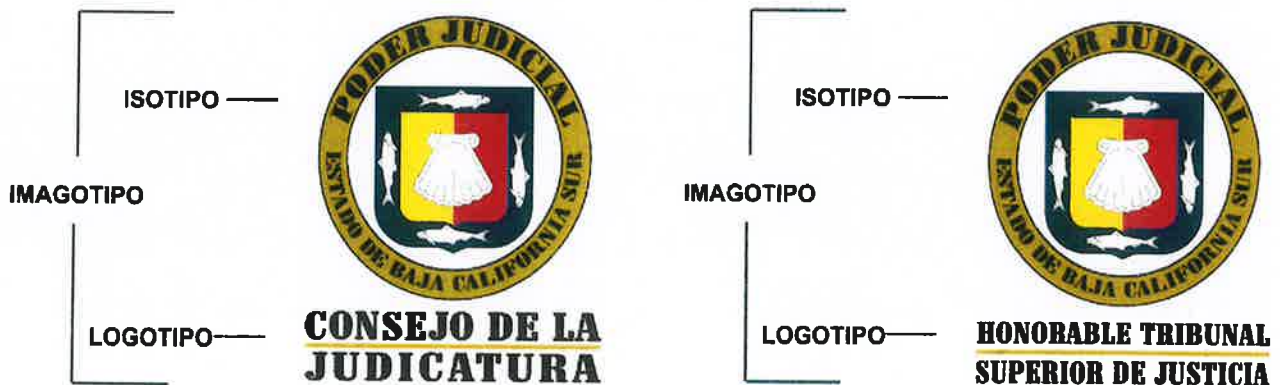 ISOTIPO
PODER JUDICIAL
ESTADO DE BAJA CALIFORNIA SUR
IMAGOTIPO
LOGOTIPO
CONSEJO DE LA
JUDICATURA
ISOTIPO
PODER JUDICIAL
ESTADO DE BAJA CALIFORNIA SUR
IMAGOTIPO
LOGOTIPO
HONORABLE TRIBUNAL
SUPERIOR DE JUSTICIA